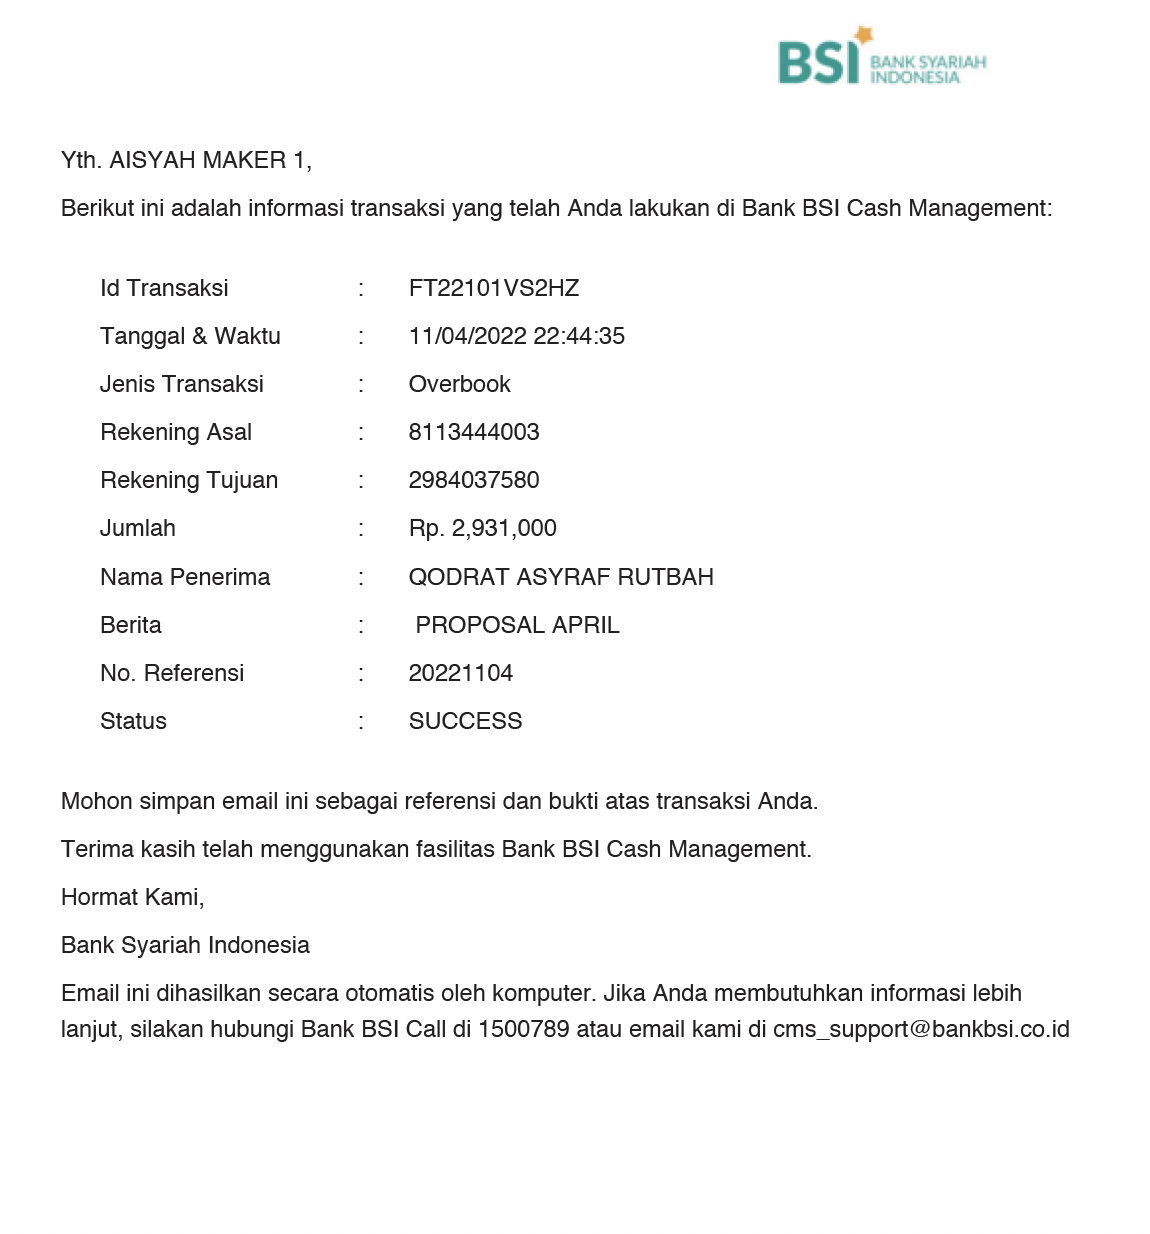 BSI BANK SYARIAH
INDONESIA
Yth. AISYAH MAKER 1,
Berikut ini adalah informasi transaksi yang telah Anda lakukan di Bank BSI Cash Management:
Id Transaksi : FT22101VS2HZ
Tanggal & Waktu : 11/04/2022 22:44:35
Jenis Transaksi : Overbook
Rekening Asal : 8113444003
Rekening Tujuan : 2984037580
Jumlah : Rp. 2,931,000
Nama Penerima : QODRAT ASYRAF RUTBAH
Berita : PROPOSAL APRIL
No. Referensi : 20221104
Status : SUCCESS
Mohon simpan email ini sebagai referensi dan bukti atas transaksi Anda.
Terima kasih telah menggunakan fasilitas Bank BSI Cash Management.
Hormat Kami,
Bank Syariah Indonesia
Email ini dihasilkan secara otomatis oleh komputer. Jika Anda membutuhkan informasi lebih
lanjut, silakan hubungi Bank BSI Call di 1500789 atau email kami di cms_support@bankbsi.co.id